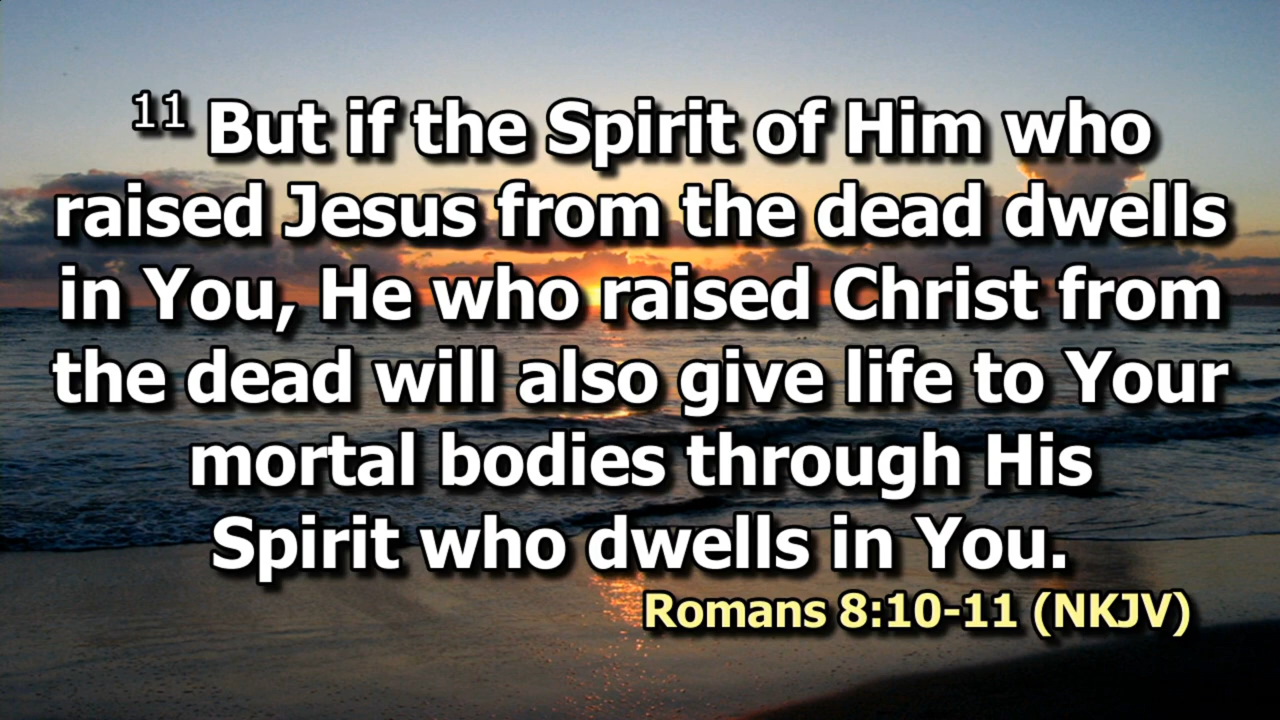 11 But if the Spirit of Him who
raised Jesus from the dead dwells
in You, He who raised Christ from
the dead will also give life to Your
mortal bodies through His
Spirit who dwells in You.
Romans 8:10-11 (NKJV)